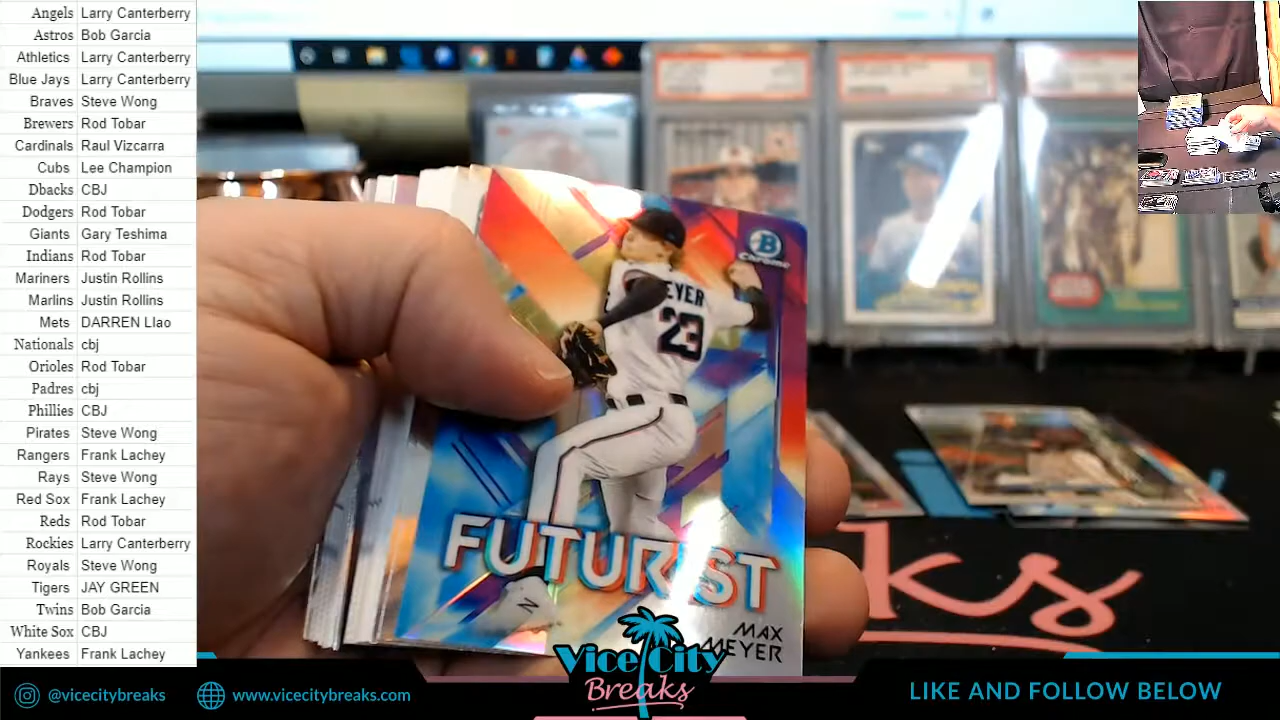 Angels Larry Canterberry
Astros Bob Garcia
Athletics Larry Canterberry
Blue Jays Larry Canterberry
Braves Steve Wong
Brewers Rod Tobar
Cardinals Raul Vizcarra
Cubs Lee Champion
Dbacks CBJ
Dodgers Rod Tobar
Giants Gary Teshima
Indians Rod Tobar
Mariners Justin Rollins
Marlins Justin Rollins
Mets DARREN LIao
Nationals cbj
Orioles Rod Tobar
Padres cbj
Phillies CBJ
Pirates Steve Wong
Rangers Frank Lachey
Rays Steve Wong
Red Sox Frank Lachey
Reds Rod Tobar
Rockies Larry Canterberry
Royals Steve Wong
Tigers JAY GREEN
Twins Bob Garcia
White Sox CBJ
Yankees Frank Lachey
B
Chrome
EYER
23
FUTURIST
N
MAX
MEYER
ks
Vice City
Breaks
@vicecitybreaks
www.vicecitybreaks.com
LIKE AND FOLLOW BELOW